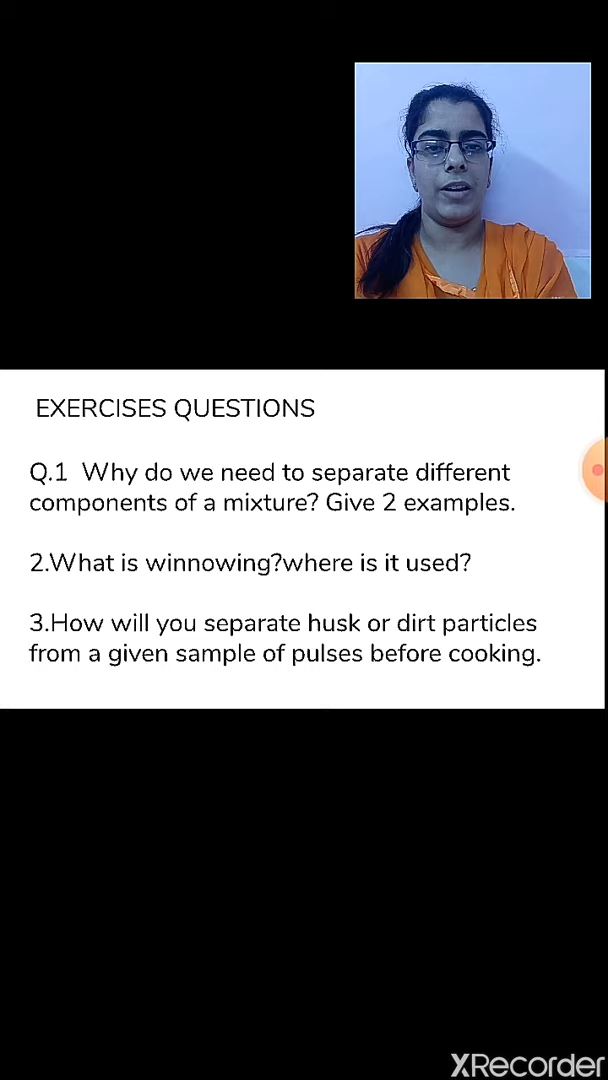 EXERCISES QUESTIONS
Q.1 Why do we need to separate different
components of a mixture? Give 2 examples.
2.What is winnowing?where is it used?
3.How will you separate husk or dirt particles
from a given sample of pulses before cooking.
XRecorder